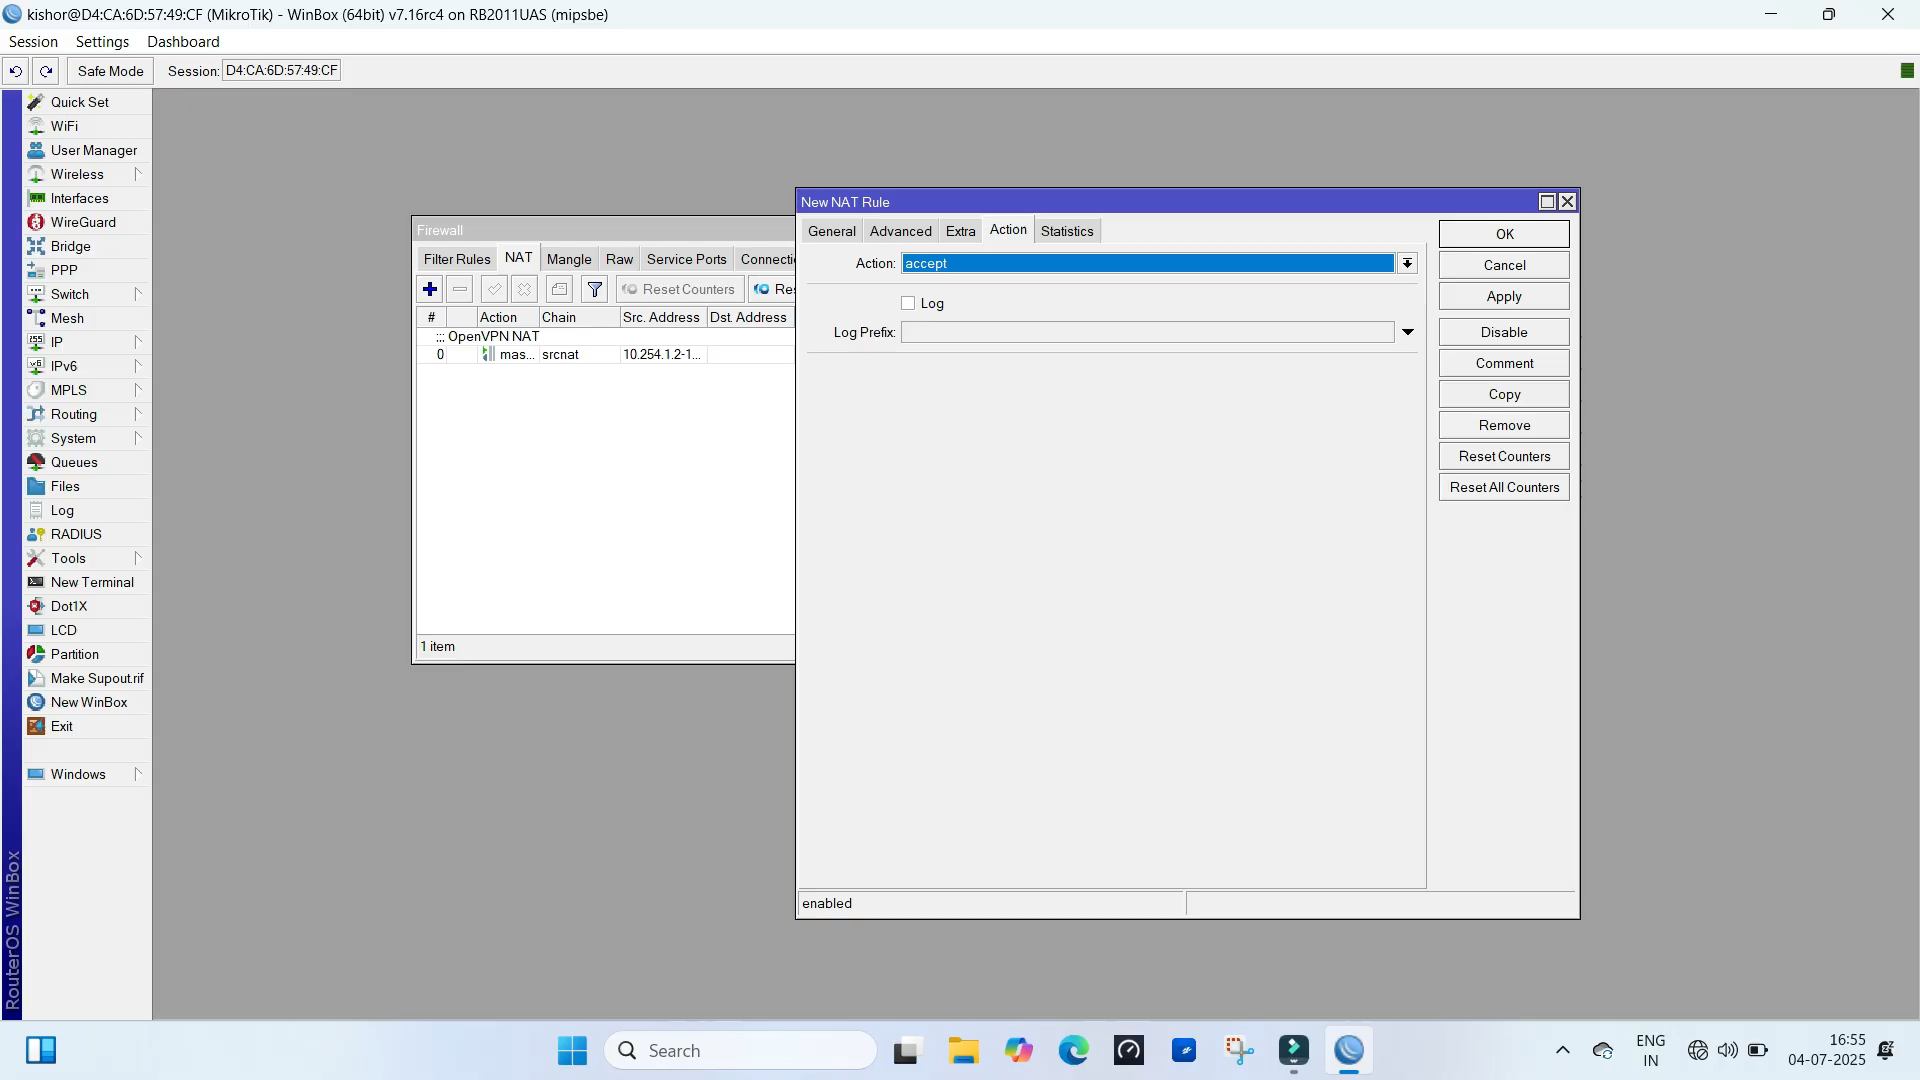 kishor@D4:CA:6D:57:49:CF (MikroTik) - WinBox (64bit) v7.16rc4 on RB2011UAS (mipsbe)
Session Settings Dashboard
Safe Mode Session: D4:CA:6D:57:49:CF
Quick Set
WiFi
User Manager
Wireless
Interfaces
WireGuard
Bridge
PPP
Switch
Mesh
IP
IPv6
MPLS
Routing
System
Queues
Files
Log
RADIUS
Tools
New Terminal
Dot1X
LCD
Partition
Make Supout.rif
New WinBox
Exit
Windows
RouterOS WinBox
Firewall
Filter Rules NAT Mangle Raw Service Ports Connecti
Reset Counters Res
# Action Chain Src. Address Dst. Address
::: OpenVPN NAT
0 mas... srcnat 10.254.1.2-1...
1 item
New NAT Rule
General Advanced Extra Action Statistics
Action: accept
Log
Log Prefix:
OK
Cancel
Apply
Disable
Comment
Copy
Remove
Reset Counters
Reset All Counters
enabled
Search
ENG
IN
16:55
04-07-2025